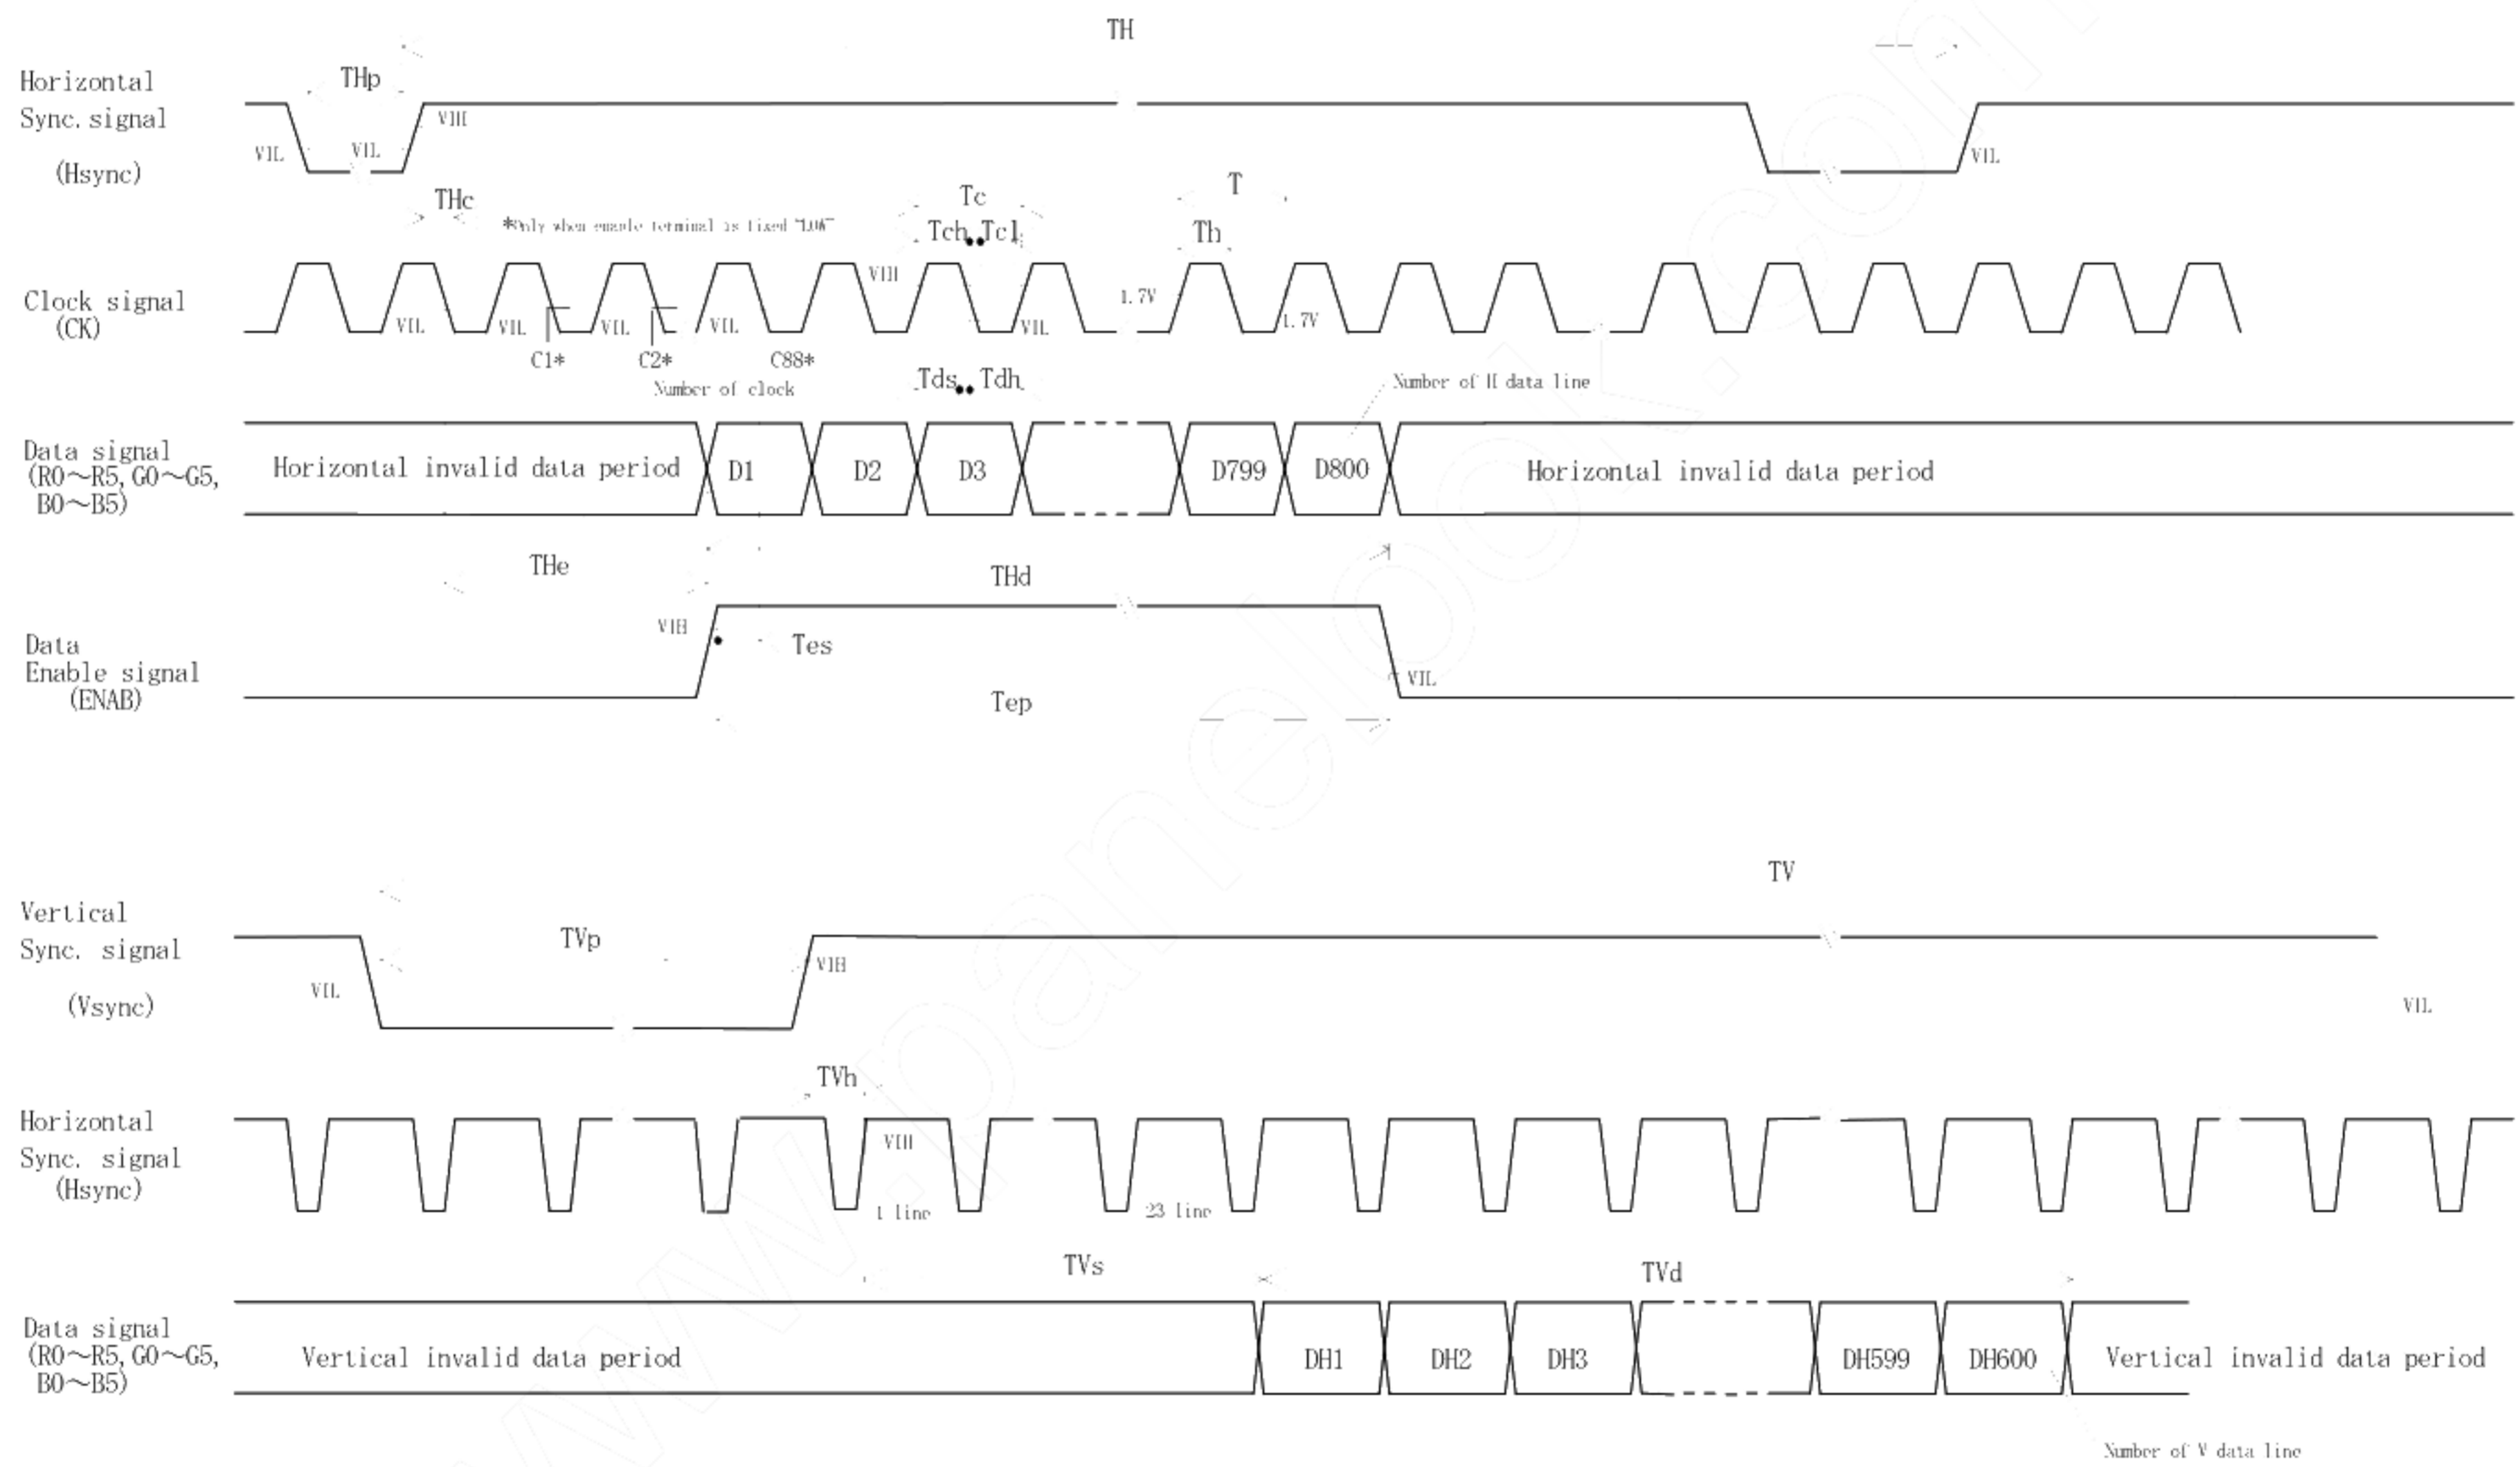 TH
Horizontal
THp
Sync.signal
VIH
VIL
VIL
VIL
(Hsync)
THc
Tc
T
*Only when enable terminal is fixed "LOW"
Tch Tcl
Th
VIH
Clock signal
(CK)
VIL
VIL
VIL
VIL
VIL
1.7V
1.7V
C1*
C2*
C88*
Number of clock
Tds Tdh
Number of H data line
Data signal
(R0~R5,G0~G5,
B0~B5)
Horizontal invalid data period
D1
D2
D3
D799
D800
Horizontal invalid data period
THe
THd
VIH
Data
Enable signal
(ENAB)
Tes
VIL
Tep
TV
Vertical
Sync. signal
(Vsync)
TVp
VIH
VIL
VIL
TVh
Horizontal
Sync. signal
(Hsync)
VIH
1 line
23 line
TVs
TVd
Data signal
(R0~R5,G0~G5,
B0~B5)
Vertical invalid data period
DH1
DH2
DH3
DH599
DH600
Vertical invalid data period
Number of V data line
www.panelook.com